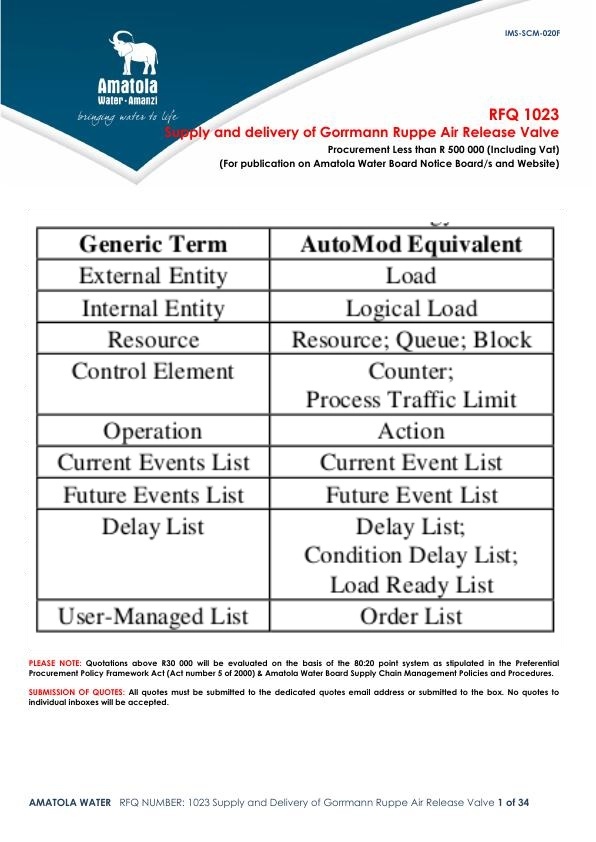 IMS-SCM-020F
Amatola
Water-Amanzi
bringing water to life
RFQ 1023
Supply and delivery of Gorrmann Ruppe Air Release Valve
Procurement Less than R 500 000 (Including Vat)
(For publication on Amatola Water Board Notice Board/s and Website)
Generic Term AutoMod Equivalent
External Entity Load
Internal Entity Logical Load
Resource Resource; Queue; Block
Control Element Counter;
Process Traffic Limit
Operation Action
Current Events List Current Event List
Future Events List Future Event List
Delay List Delay List;
Condition Delay List;
Load Ready List
User-Managed List Order List
PLEASE NOTE: Quotations above R30 000 will be evaluated on the basis of the 80:20 point system as stipulated in the Preferential
Procurement Policy Framework Act (Act number 5 of 2000) & Amatola Water Board Supply Chain Management Policies and Procedures.
SUBMISSION OF QUOTES: All quotes must be submitted to the dedicated quotes email address or submitted to the box. No quotes to
individual inboxes will be accepted.
AMATOLA WATER RFQ NUMBER: 1023 Supply and Delivery of Gorrmann Ruppe Air Release Valve 1 of 34